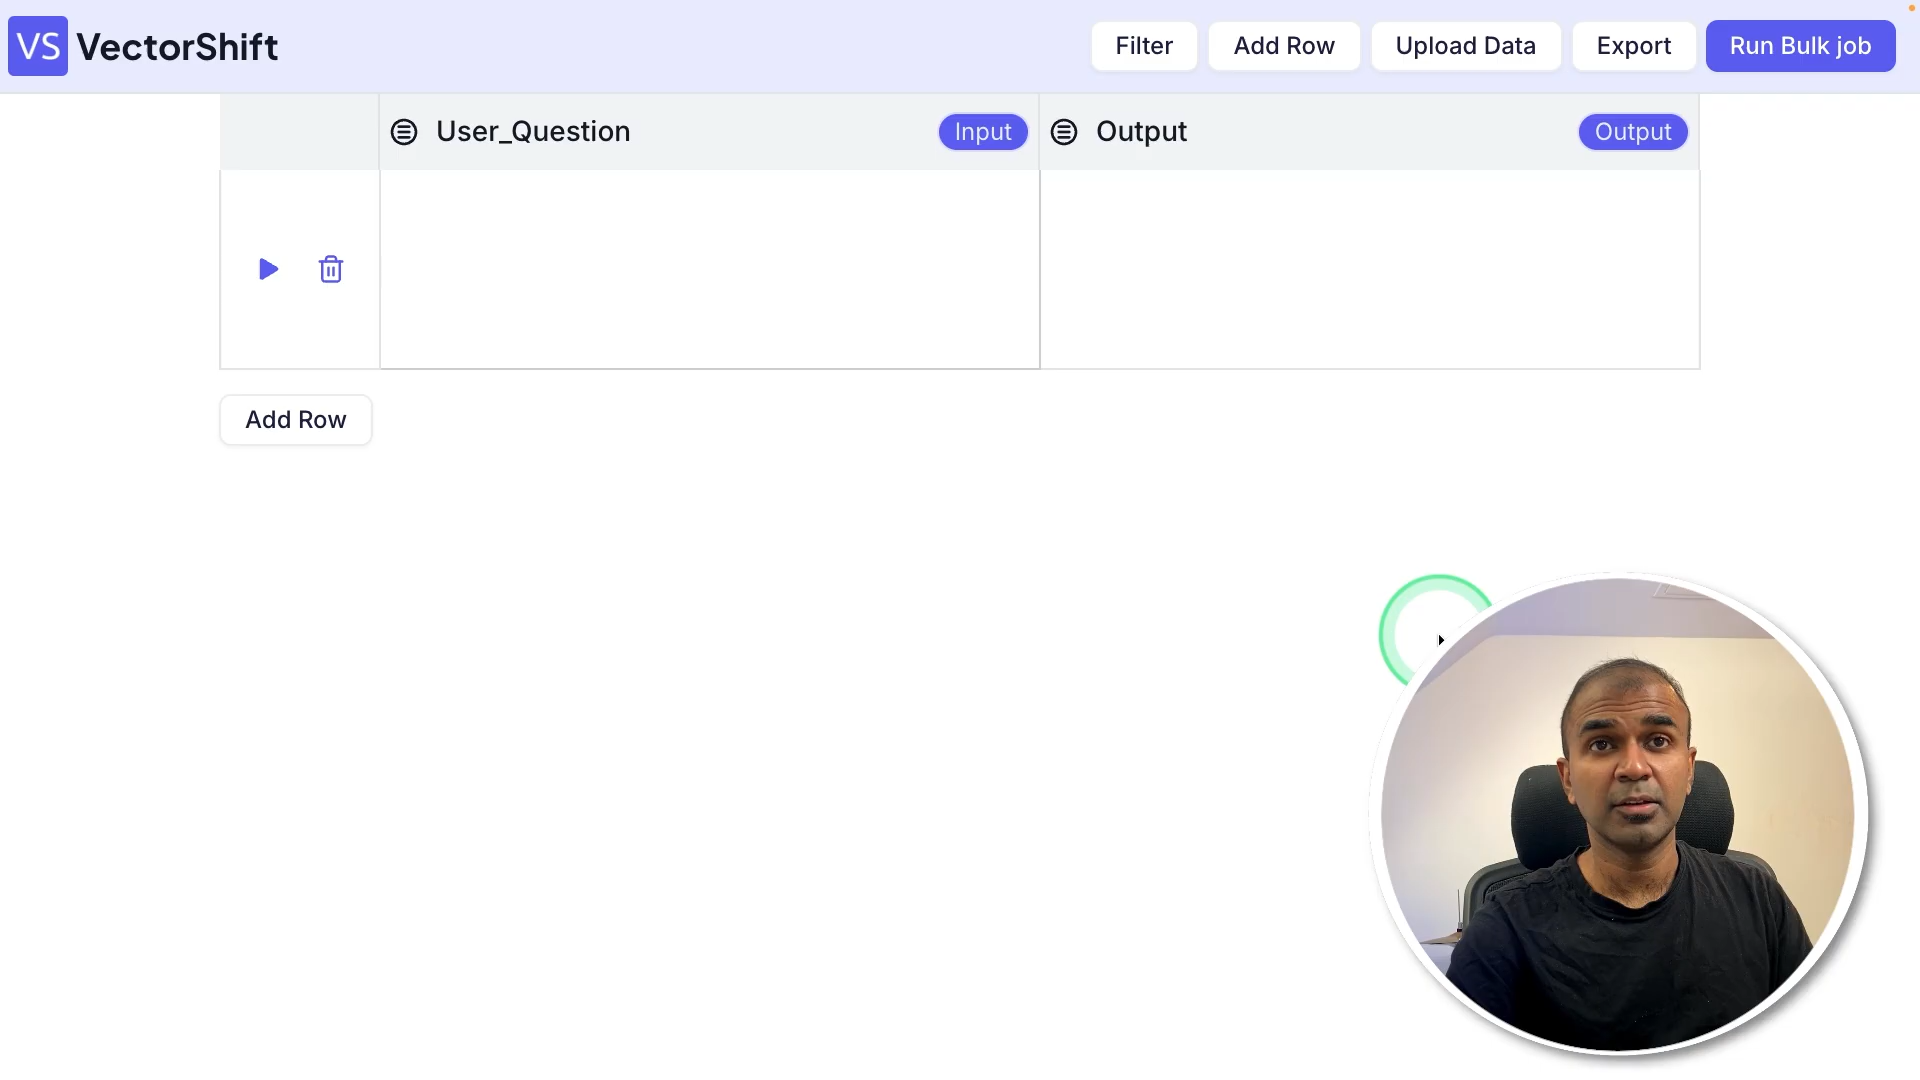 VS VectorShift
Filter Add Row Upload Data Export Run Bulk job
User_Question Input Output Output
Add Row